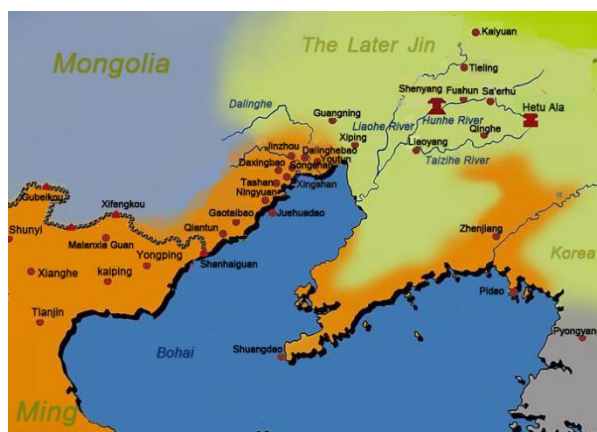 Kaiyuan
The Later Jin
Mongolia
Tieling
Shenyang
Fushun
Sa'erhu
Hetu Ala
Dalinghe
Guangning
Liaohe River
Hunhe River
Xiping
Qinghe
Liaoyang
Taizihe River
Jinzhou
Dalinghebao
Daxingbao
Songshan
Youtun
Tashan
Xingshan
Ningyuan
Gubeikou
Xifengkou
Juehuadao
Gaotaibao
Shunyi
Malanxia Guan
Qiantun
Zhenjiang
Yongping
Shanhaiguan
Korea
Xianghe
kaiping
Pidao
Tianjin
Pyongyang
Bohai
Shuangdao
Ming